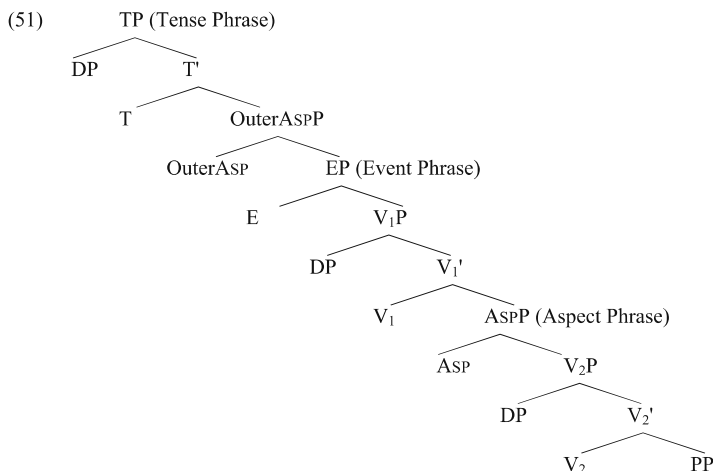 (51) TP (Tense Phrase)
DP T'
T OuterAspP
OuterAsp EP (Event Phrase)
E V₁P
DP V₁'
V₁ AspP (Aspect Phrase)
Asp V₂P
DP V₂'
V₂ PP